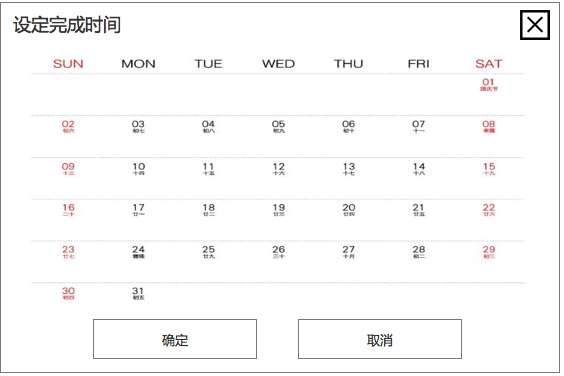 设定完成时间
SUN MON TUE WED THU FRI SAT
01
国庆节
02 03 04 05 06 07 08
初六 初七 初八 初九 初十 十一 寒露
09 10 11 12 13 14 15
十三 十四 十五 十六 十七 十八 十九
16 17 18 19 20 21 22
二十 廿一 廿二 廿三 廿四 廿五 廿六
23 24 25 26 27 28 29
廿七 霜降 廿九 三十 十月 初二 初三
30 31
初四 初五
确定 取消